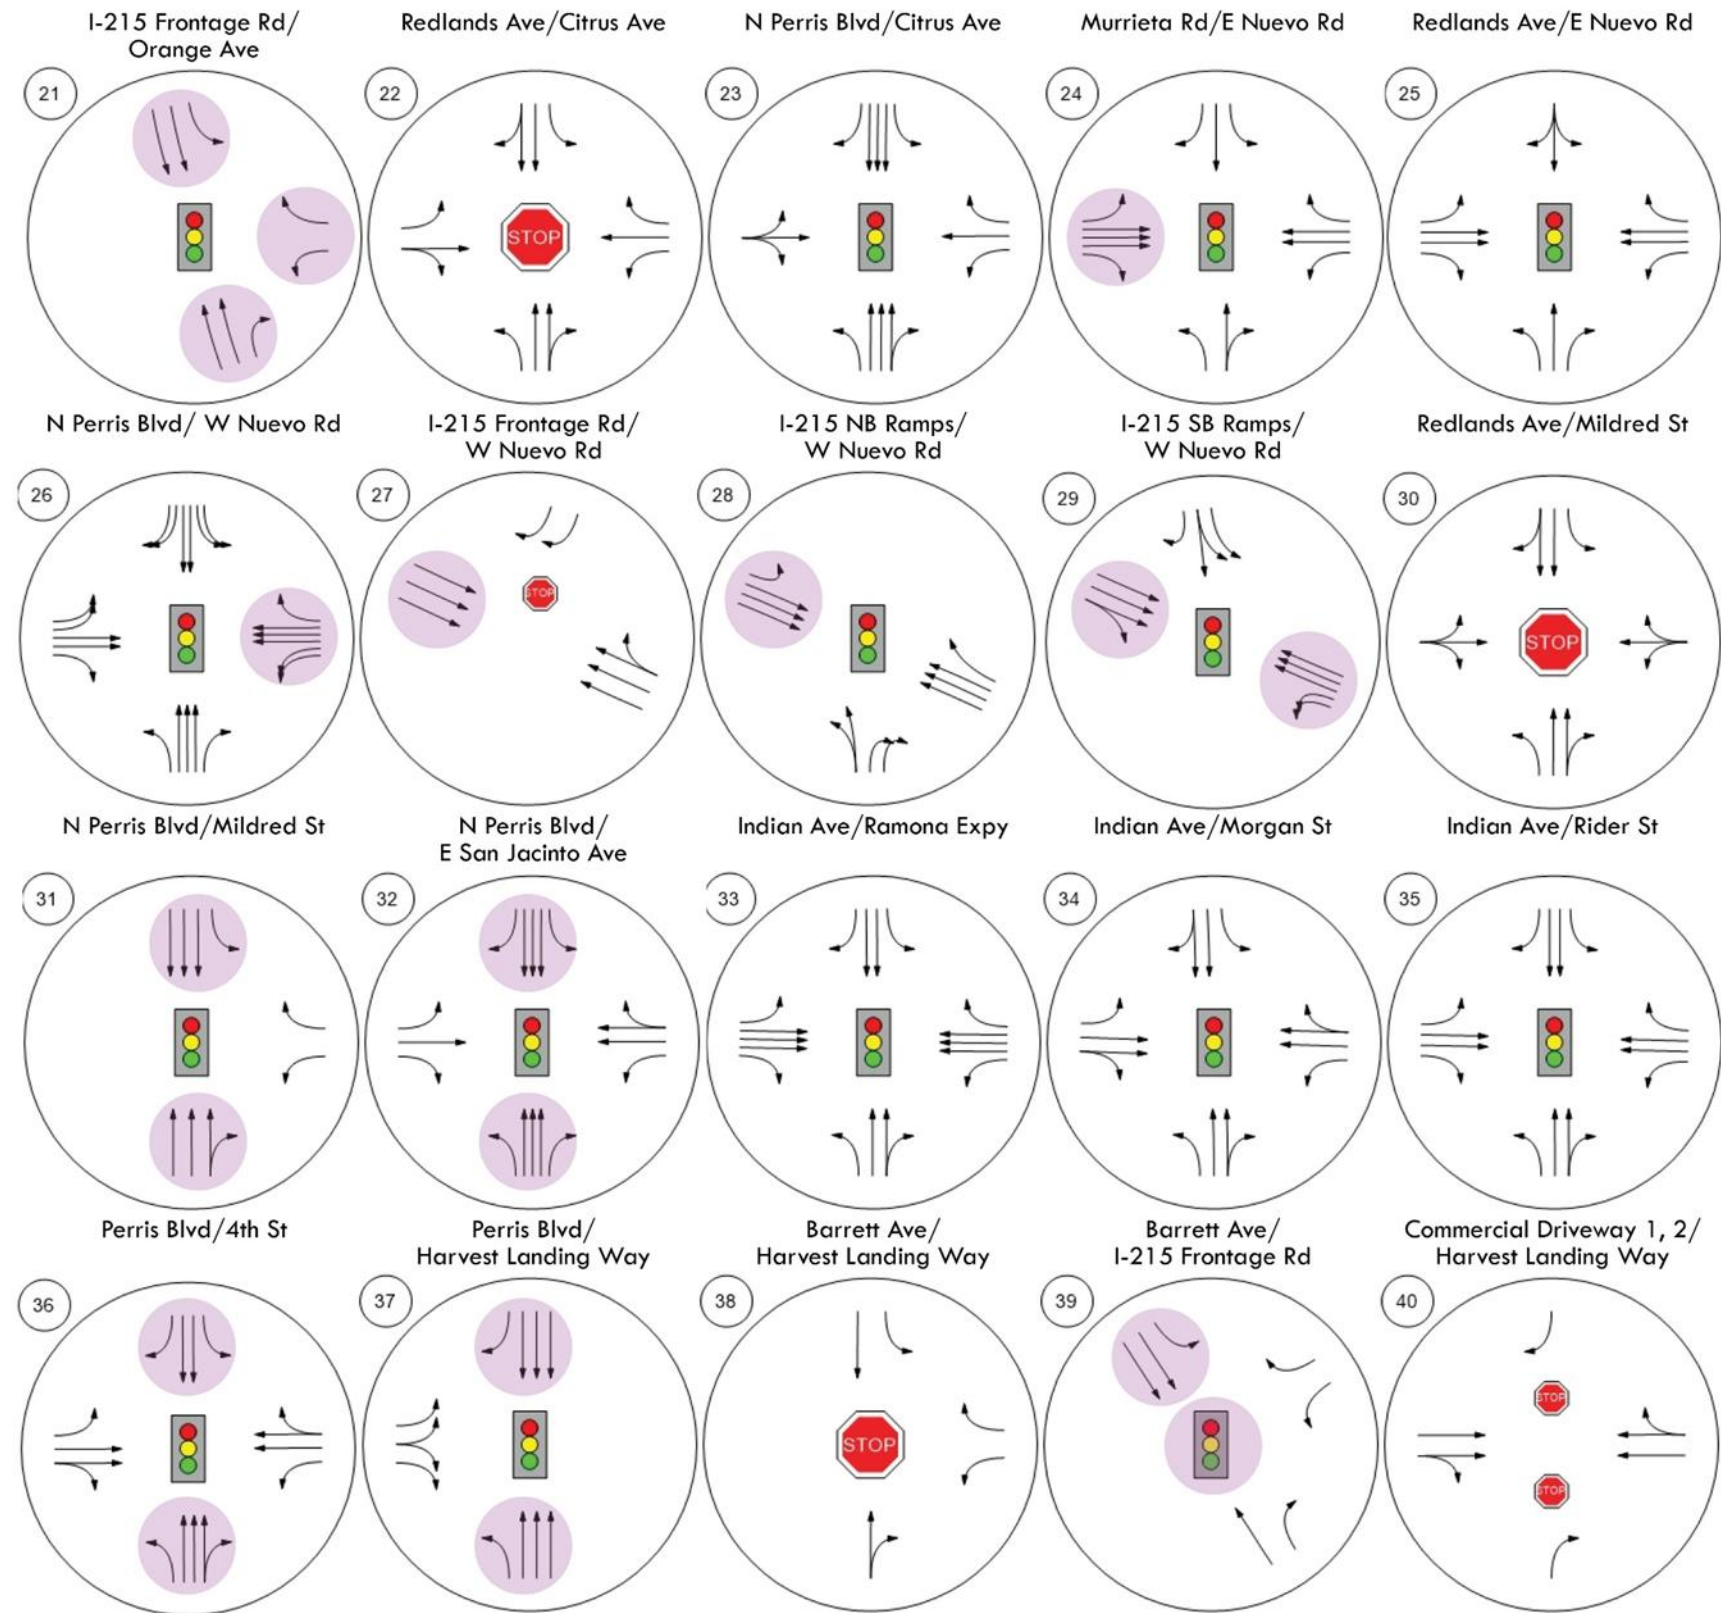 I-215 Frontage Rd/
Orange Ave
Redlands Ave/Citrus Ave
N Perris Blvd/Citrus Ave
Murrieta Rd/E Nuevo Rd
Redlands Ave/E Nuevo Rd
21
22
STOP
23
24
25
N Perris Blvd/ W Nuevo Rd
I-215 Frontage Rd/
W Nuevo Rd
I-215 NB Ramps/
W Nuevo Rd
I-215 SB Ramps/
W Nuevo Rd
Redlands Ave/Mildred St
26
27
STOP
28
29
30
STOP
N Perris Blvd/Mildred St
N Perris Blvd/
E San Jacinto Ave
Indian Ave/Ramona Expy
Indian Ave/Morgan St
Indian Ave/Rider St
31
32
33
34
35
Perris Blvd/4th St
Perris Blvd/
Harvest Landing Way
Barrett Ave/
Harvest Landing Way
Barrett Ave/
I-215 Frontage Rd
Commercial Driveway 1, 2/
Harvest Landing Way
36
37
38
STOP
39
40
STOP
STOP